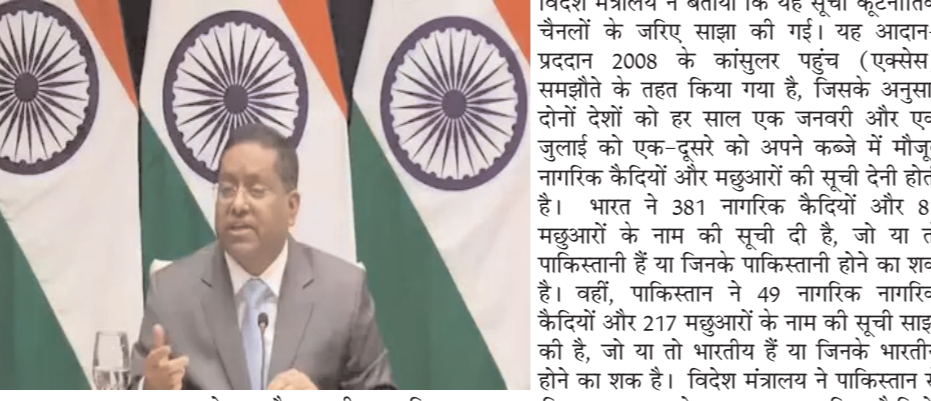 विदेश मंत्रालय ने बताया कि यह सूची कूटनीतिक
चैनलों के जरिए साझा की गई। यह आदान-
प्रददान 2008 के कांसुलर पहुंच (एक्सेस
समझौते के तहत किया गया है, जिसके अनुसा
दोनों देशों को हर साल एक जनवरी और एक
जुलाई को एक-दूसरे को अपने कब्जे में मौजू
नागरिक कैदियों और मछुआरों की सूची देनी होत
है। भारत ने 381 नागरिक कैदियों और 8
मछुआरों के नाम की सूची दी है, जो या त
पाकिस्तानी हैं या जिनके पाकिस्तानी होने का शक
है। वहीं, पाकिस्तान ने 49 नागरिक नागरिक
कैदियों और 217 मछुआरों के नाम की सूची साझ
की है, जो या तो भारतीय हैं या जिनके भारतीय
होने का शक है। विदेश मंत्रालय ने पाकिस्तान